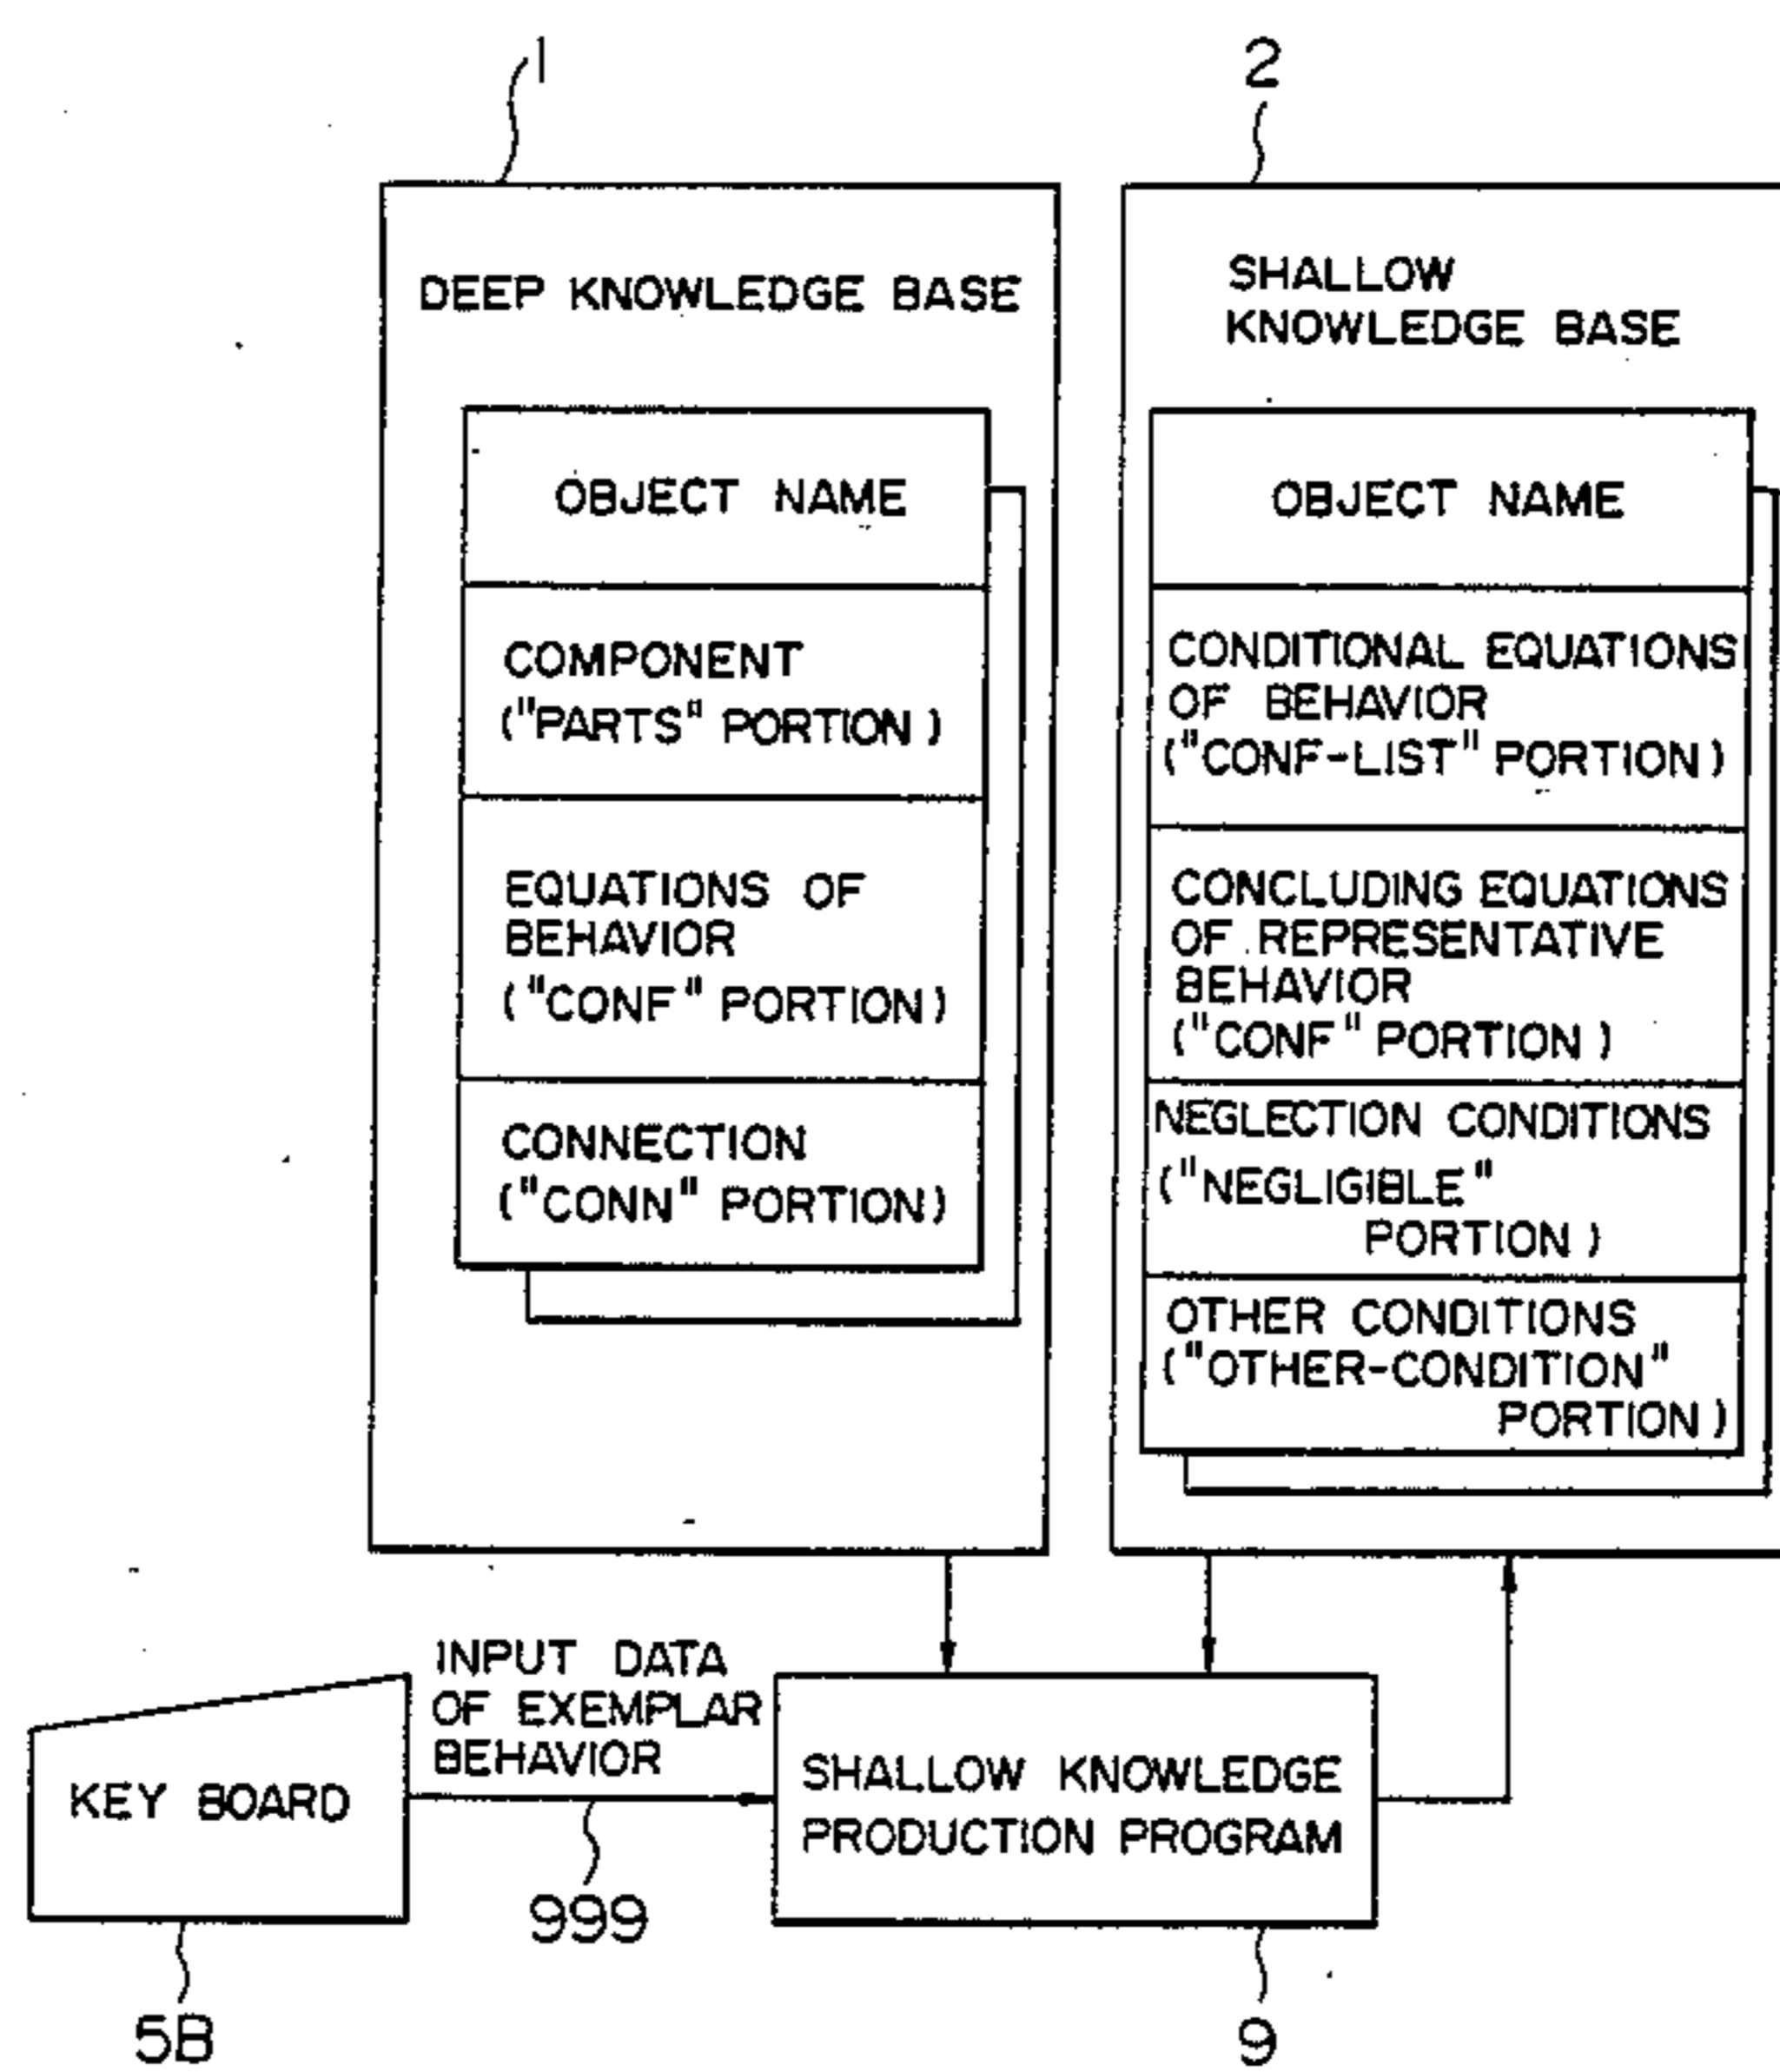 1
2
DEEP KNOWLEDGE BASE
OBJECT NAME
COMPONENT
("PARTS" PORTION)
EQUATIONS OF
BEHAVIOR
("CONF" PORTION)
CONNECTION
("CONN" PORTION)
SHALLOW
KNOWLEDGE BASE
OBJECT NAME
CONDITIONAL EQUATIONS
OF BEHAVIOR
("CONF-LIST" PORTION)
CONCLUDING EQUATIONS
OF REPRESENTATIVE
BEHAVIOR
("CONF" PORTION)
NEGLECTION CONDITIONS
("NEGLIGIBLE"
PORTION)
OTHER CONDITIONS
("OTHER-CONDITION"
PORTION)
KEY BOARD
INPUT DATA
OF EXEMPLAR
BEHAVIOR
SHALLOW KNOWLEDGE
PRODUCTION PROGRAM
999
5B
9